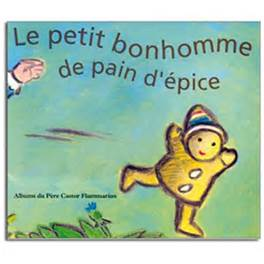 Le petit bonhomme
de pain d'épice
Albums du Père Castor Flammarion